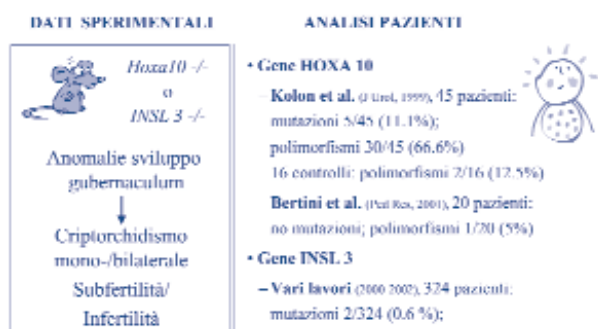 DATI SPERIMENTALI
Hoxa10 -/-
o
INSL 3 -/-
Anomalie sviluppo
gubernaculum
Criptorchidismo
mono-/bilaterale
Subfertilità/
Infertilità
ANALISI PAZIENTI
• Gene HOXA 10
– Kolon et al. (J Urol, 1999), 45 pazienti:
mutazioni 5/45 (11.1%);
polimorfismi 30/45 (66.6%)
16 controlli: polimorfismi 2/16 (12.5%)
Bertini et al. (Ped Res, 2001), 20 pazienti:
no mutazioni; polimorfismi 1/20 (5%)
• Gene INSL 3
– Vari lavori (2000 2002), 324 pazienti:
mutazioni 2/324 (0.6 %);